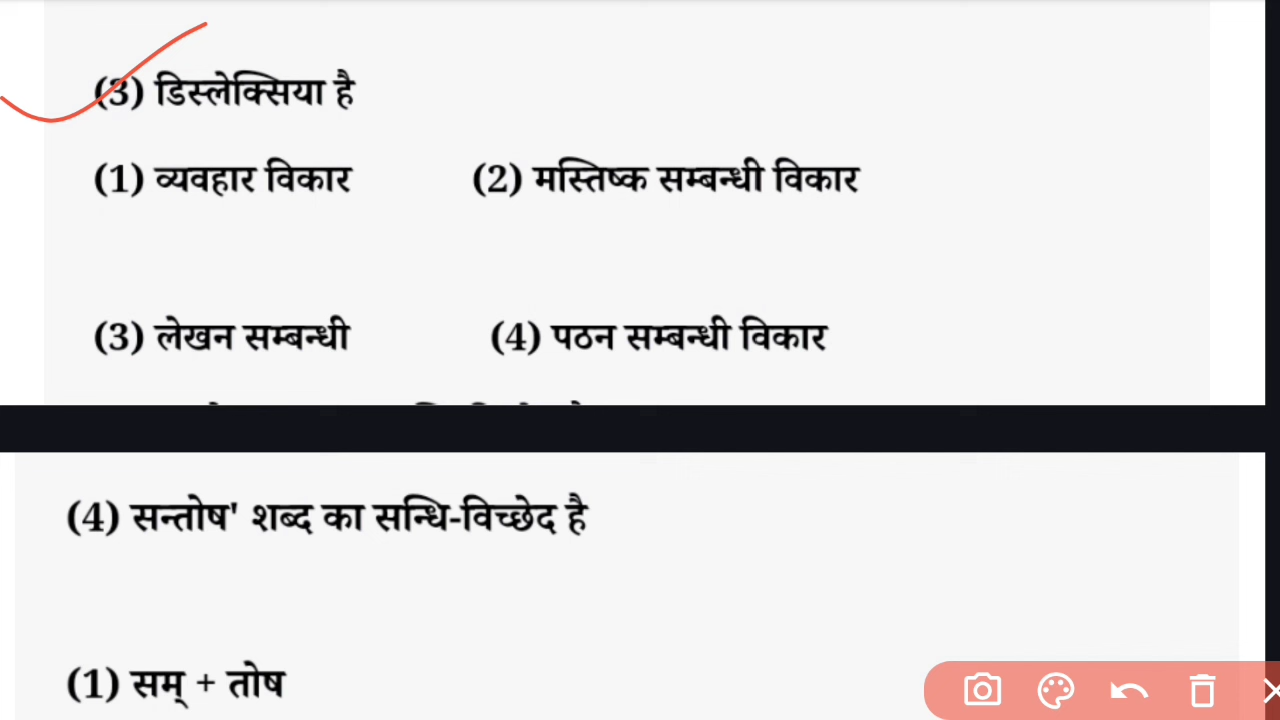 (3) डिस्लेक्सिया है
(1) व्यवहार विकार (2) मस्तिष्क सम्बन्धी विकार
(3) लेखन सम्बन्धी (4) पठन सम्बन्धी विकार
(4) सन्तोष' शब्द का सन्धि-विच्छेद है
(1) सम् + तोष